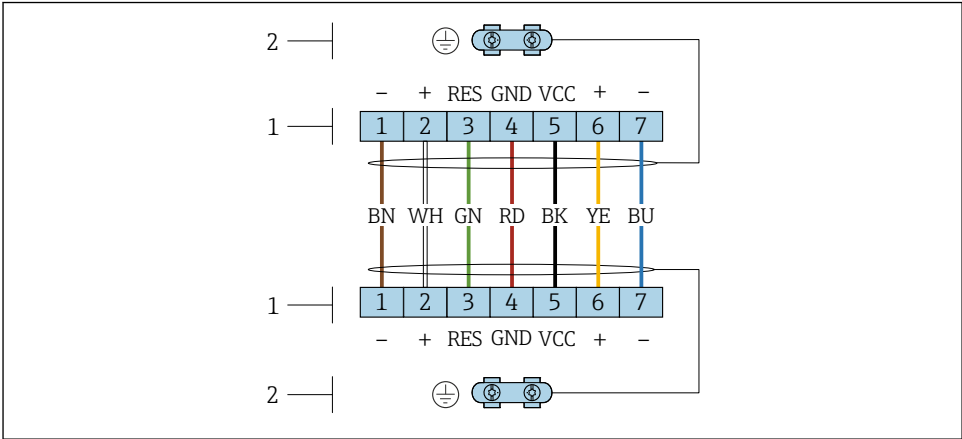 2
– + RES GND VCC + –
1 1 2 3 4 5 6 7
BN WH GN RD BK YE BU
1 1 2 3 4 5 6 7
– + RES GND VCC + –
2